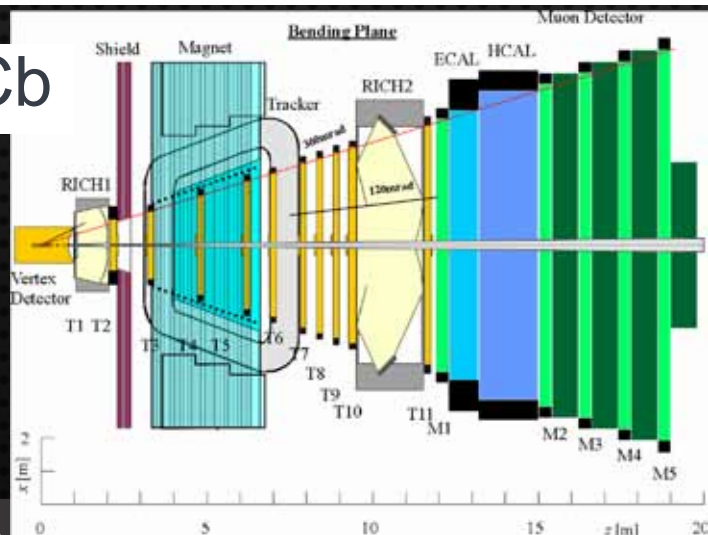 Cb
Muon Detector
Bending Plane
Shield Magnet
ECAL HCAL
RICH2
Tracker
300mrad
120mrad
RICH1
Vertex
Detector
T1 T2
T3 T4 T5 T6
T7
T8
T9
T10
T11
M1
M2
M3
M4
M5
x [m]
2
0 5 10 15 z [m] 20